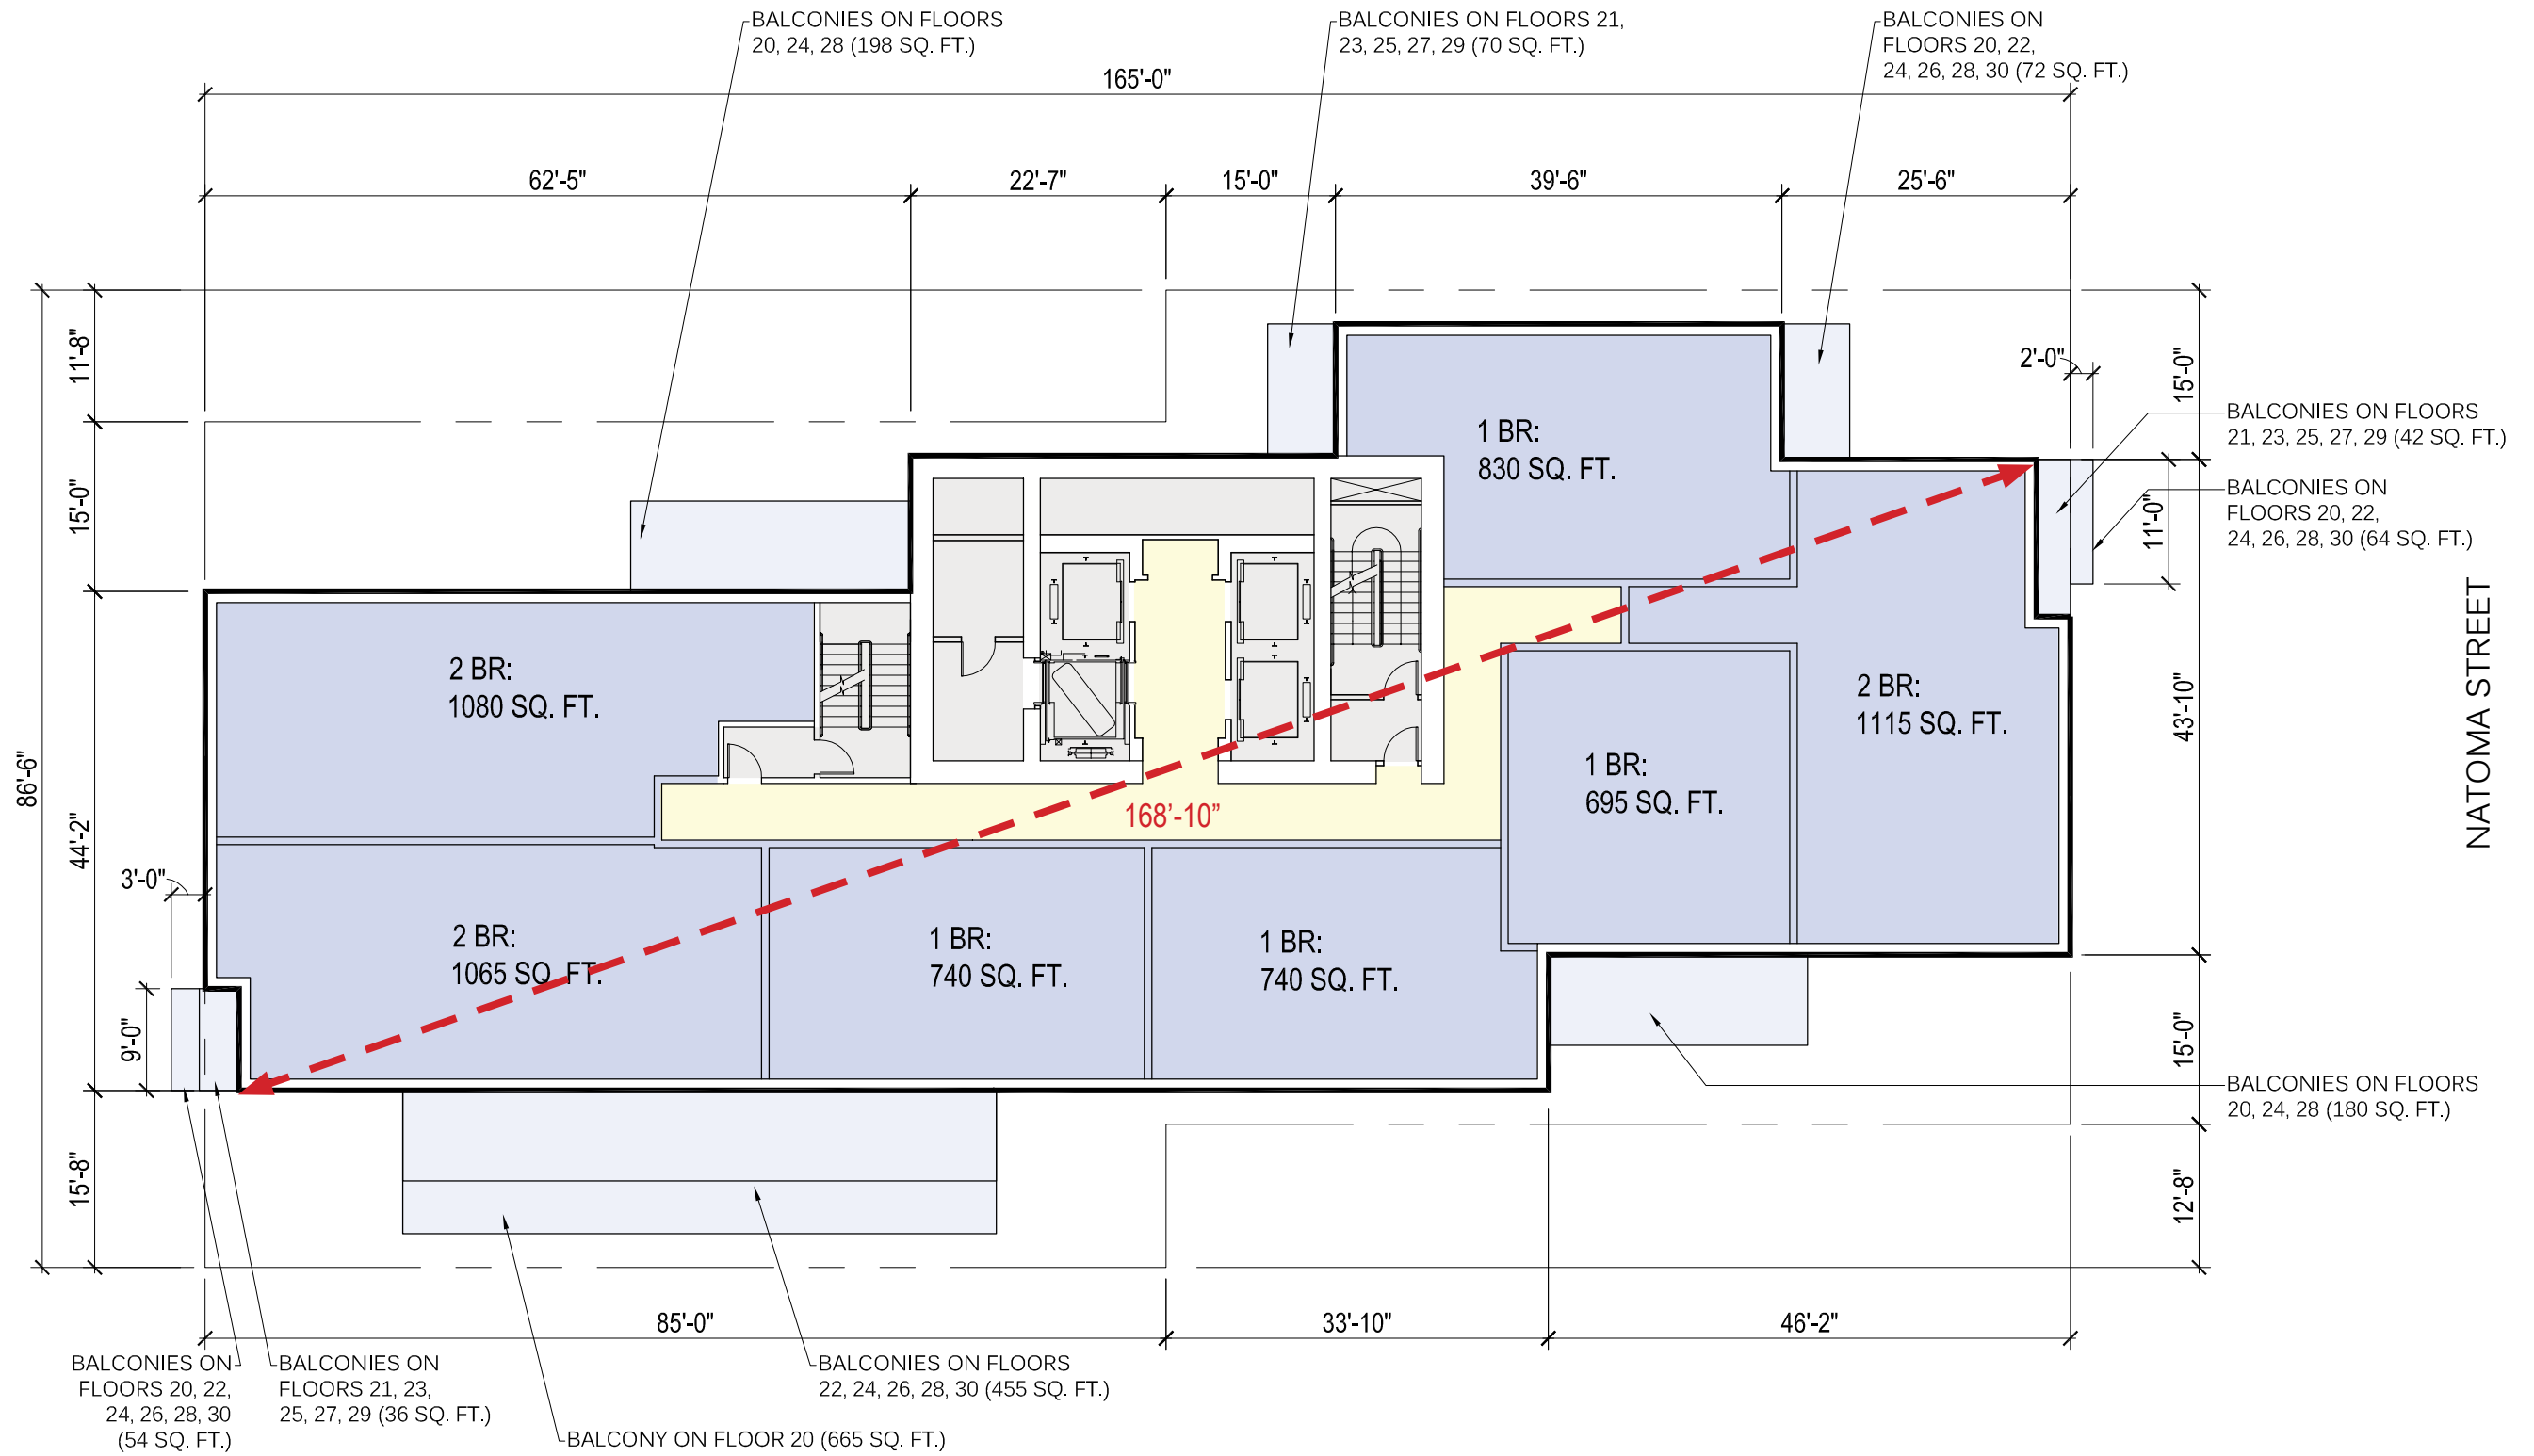 BALCONIES ON FLOORS
20, 24, 28 (198 SQ. FT.)
BALCONIES ON FLOORS 21,
23, 25, 27, 29 (70 SQ. FT.)
BALCONIES ON
FLOORS 20, 22,
24, 26, 28, 30 (72 SQ. FT.)
165'-0"
62'-5"
22'-7"
15'-0"
39'-6"
25'-6"
86'-6"
11'-8"
15'-0"
44'-2"
15'-8"
3'-0"
9'-0"
2'-0"
11'-0"
15'-0"
43'-10"
15'-0"
12'-8"
BALCONIES ON FLOORS
21, 23, 25, 27, 29 (42 SQ. FT.)
BALCONIES ON
FLOORS 20, 22,
24, 26, 28, 30 (64 SQ. FT.)
NATOMA STREET
1 BR:
830 SQ. FT.
2 BR:
1080 SQ. FT.
2 BR:
1115 SQ. FT.
1 BR:
695 SQ. FT.
168'-10"
2 BR:
1065 SQ. FT.
1 BR:
740 SQ. FT.
1 BR:
740 SQ. FT.
BALCONIES ON FLOORS
20, 24, 28 (180 SQ. FT.)
85'-0"
33'-10"
46'-2"
BALCONIES ON
FLOORS 20, 22,
24, 26, 28, 30
(54 SQ. FT.)
BALCONIES ON
FLOORS 21, 23,
25, 27, 29 (36 SQ. FT.)
BALCONIES ON FLOORS
22, 24, 26, 28, 30 (455 SQ. FT.)
BALCONY ON FLOOR 20 (665 SQ. FT.)